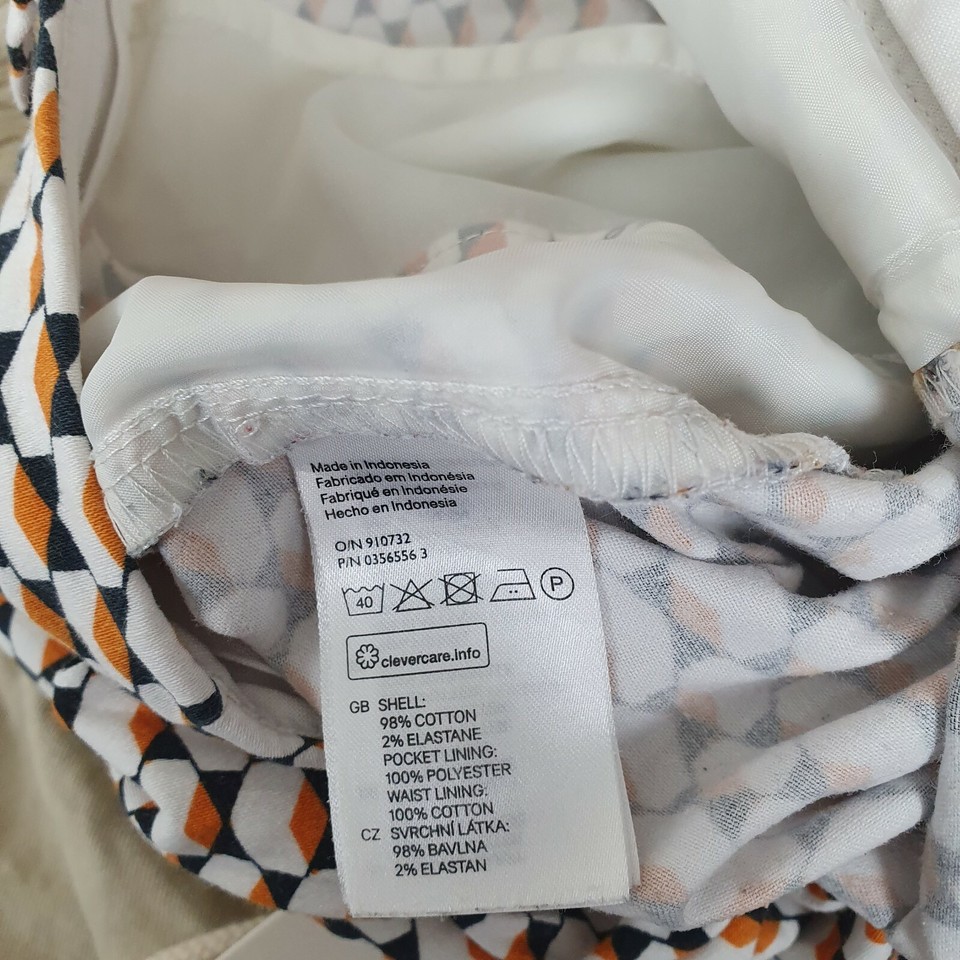 Made in Indonesia
Fabricado em Indonésia
Fabriqué en Indonésie
Hecho en Indonesia
O/N 910732
P/N 0356556 3
40 P
clevercare.info
GB SHELL:
98% COTTON
2% ELASTANE
POCKET LINING:
100% POLYESTER
WAIST LINING:
100% COTTON
CZ SVRCHNÍ LÁTKA:
98% BAVLNA
2% ELASTAN